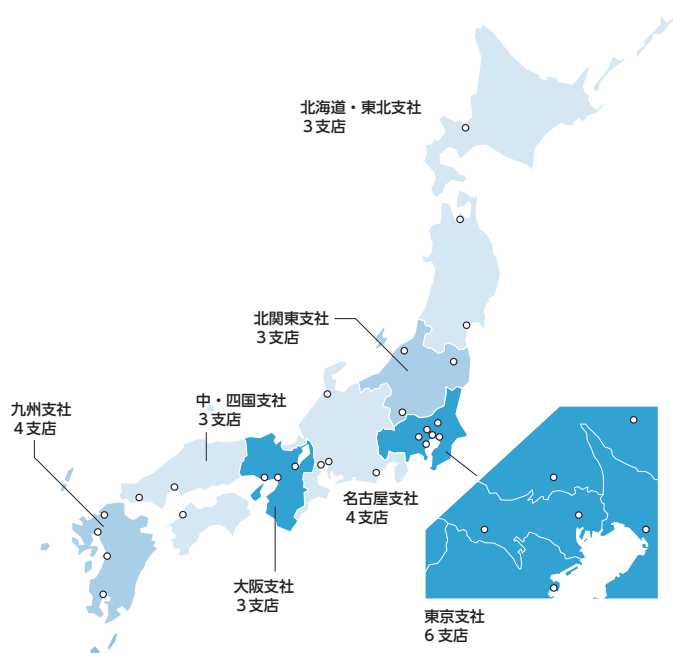 北海道・東北支社
3支店
北関東支社
3支店
中・四国支社
3支店
九州支社
4支店
名古屋支社
4支店
大阪支社
3支店
東京支社
6支店